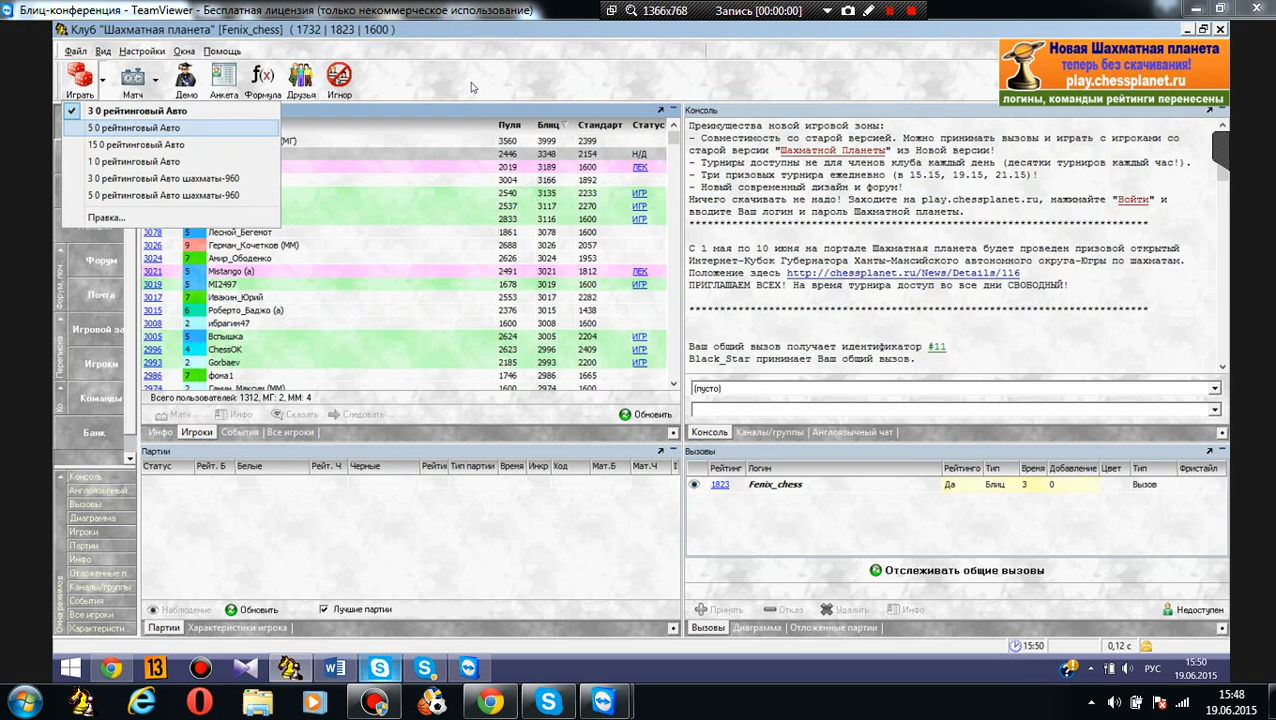 Блиц-конференция - TeamViewer - Бесплатная лицензия (только некоммерческое использование)
1366x768
[00:00:00]
Клуб "Шахматная планета" [Fenix_chess] ( 1732 | 1823 | 1600 )
Файл Вид Настройки Окна Помощь
Новая Шахматная планета
теперь без скачивания!
play.chessplanet.ru
логины, команды и рейтинги перенесены
Играть Матч Демо Анкета Формула Друзья Игнор
3 0 рейтинговый Авто
5 0 рейтинговый Авто
15 0 рейтинговый Авто
1 0 рейтинговый Авто
3 0 рейтинговый Авто шахматы-960
5 0 рейтинговый Авто шахматы-960
Правка...
Форум
Почта
Игроки
Команды
Банк
Пуля Блиц Стандарт Статус
3560 3999 2399
2446 3348 2154 Н/Д
2019 3189 1600 ЛЕК
3004 3166 1892
2540 3135 2233 ИГР
2537 3117 2270 ИГР
2833 3116 1600 ИГР
3078 5 Лесной_Бегемот 1861 3078 1600
3026 9 Герман_Кочетков (ММ) 2688 3026 2057
3024 7 Амир_Ободенко 2626 3024 1953
3021 5 Mistango (a) 2491 3021 1812 ЛЕК
3019 5 MI2497 1678 3019 1600 ИГР
3017 7 Ивакин_Юрий 2553 3017 2282
3015 6 Роберто_Баджо (а) 2376 3015 1438
3008 2 ибрагин47 1600 3008 1600
3005 5 Вспышка 2624 3005 2204 ИГР
2996 4 ChessOK 2623 2996 2409 ИГР
2993 2 Gorbaev 2185 2993 2200 ИГР
2986 7 фома1 1746 2986 1665
2974 2 Ганин_Максим (ММ) 2436 2974 1600
Всего пользователей: 1312, МГ: 2, ММ: 4
Матч Инфо Сказать Следовать Обновить
Инфо Игроки События Все игроки
Консоль
Преимущества новой игровой зоны:
- Совместимость со старой версией. Можно принимать вызовы и играть с игроками со
старой версии "Шахматной Планеты" из Новой версии!
- Турниры доступны не для членов клуба каждый день (десятки турниров каждый час!).
- Три призовых турнира ежедневно (в 15.15, 19.15, 21.15)!
- Новый современный дизайн и форум!
Ничего скачивать не надо! Заходите на play.chessplanet.ru, нажимайте "Войти" и
вводите Ваш логин и пароль Шахматной планеты.
С 1 мая по 10 июня на портале Шахматная планета будет проведен призовой открытый
Интернет-Кубок Губернатора Ханты-Мансийского автономного округа-Югры по шахматам.
Положение здесь http://chessplanet.ru/News/Details/116
ПРИГЛАШАЕМ ВСЕХ! На время турнира доступ во все дни СВОБОДНЫЙ!
Ваш общий вызов получает идентификатор #11
Black_Star принимает Ваш общий вызов.
(пусто)
Консоль Каналы/группы Англоязычный чат
Партии
Статус Рейт. Б Белые Рейт. Ч Черные Рейти Тип партии Время Инкр Ход Мат.Б Мат.Ч
Наблюдение Обновить Лучшие партии
Партии Характеристики игрока
Вызовы
Рейтинг Логин Рейтинго Тип Время Добавление Цвет Тип Фристайл
1823 Fenix_chess Да Блиц 3 0 Вызов
Отслеживать общие вызовы
Принять Удалить Инфо Недоступен
Вызовы Диаграмма Отложенные партии
Консоль
Англоязычный
Вызовы
Диаграмма
Игроки
Партии
Инфо
Отложенные п...
Каналы/группы
События
Все игроки
Характеристи...
15:50 0,12 с
13 РУС 15:50
19.06.2015
15:48
19.06.2015